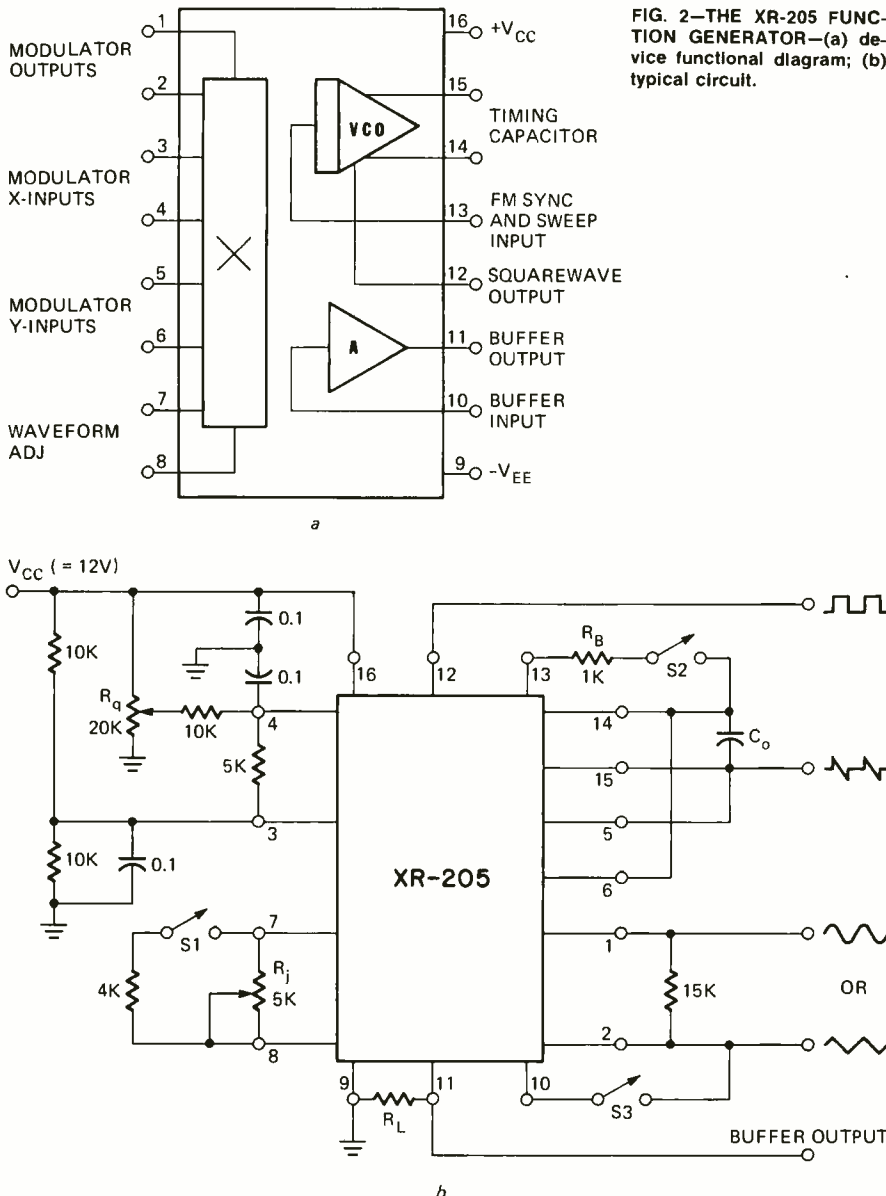 FIG. 2—THE XR-205 FUNC-
TION GENERATOR—(a) de-
vice functional diagram; (b)
typical circuit.
1
MODULATOR
OUTPUTS
2
3
MODULATOR
X-INPUTS
4
5
MODULATOR
Y-INPUTS
6
7
WAVEFORM
ADJ
8
X
VCO
A
16 +VCC
15
TIMING
CAPACITOR
14
13 FM SYNC
AND SWEEP
INPUT
12 SQUAREWAVE
OUTPUT
11 BUFFER
OUTPUT
10 BUFFER
INPUT
9 -VEE
a
VCC (= 12V)
10K
Rq
20K
10K
0.1
0.1
4
5K
3
10K
0.1
16
12
13
RB
1K
S2
14
Co
15
5
6
XR-205
7
S1
4K
Rj
5K
8
1
15K
OR
2
9
RL
11
10
S3
BUFFER OUTPUT
b